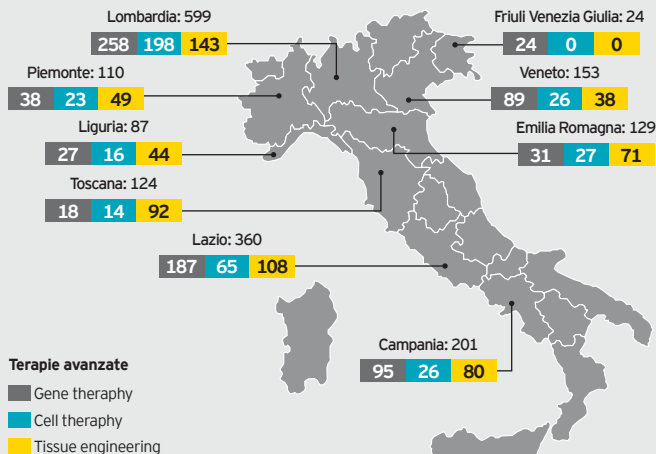 Lombardia: 599
258 198 143
Friuli Venezia Giulia: 24
24 0 0
Piemonte: 110
38 23 49
Veneto: 153
89 26 38
Liguria: 87
27 16 44
Emilia Romagna: 129
31 27 71
Toscana: 124
18 14 92
Lazio: 360
187 65 108
Campania: 201
95 26 80
Terapie avanzate
Gene theraphy
Cell theraphy
Tissue engineering